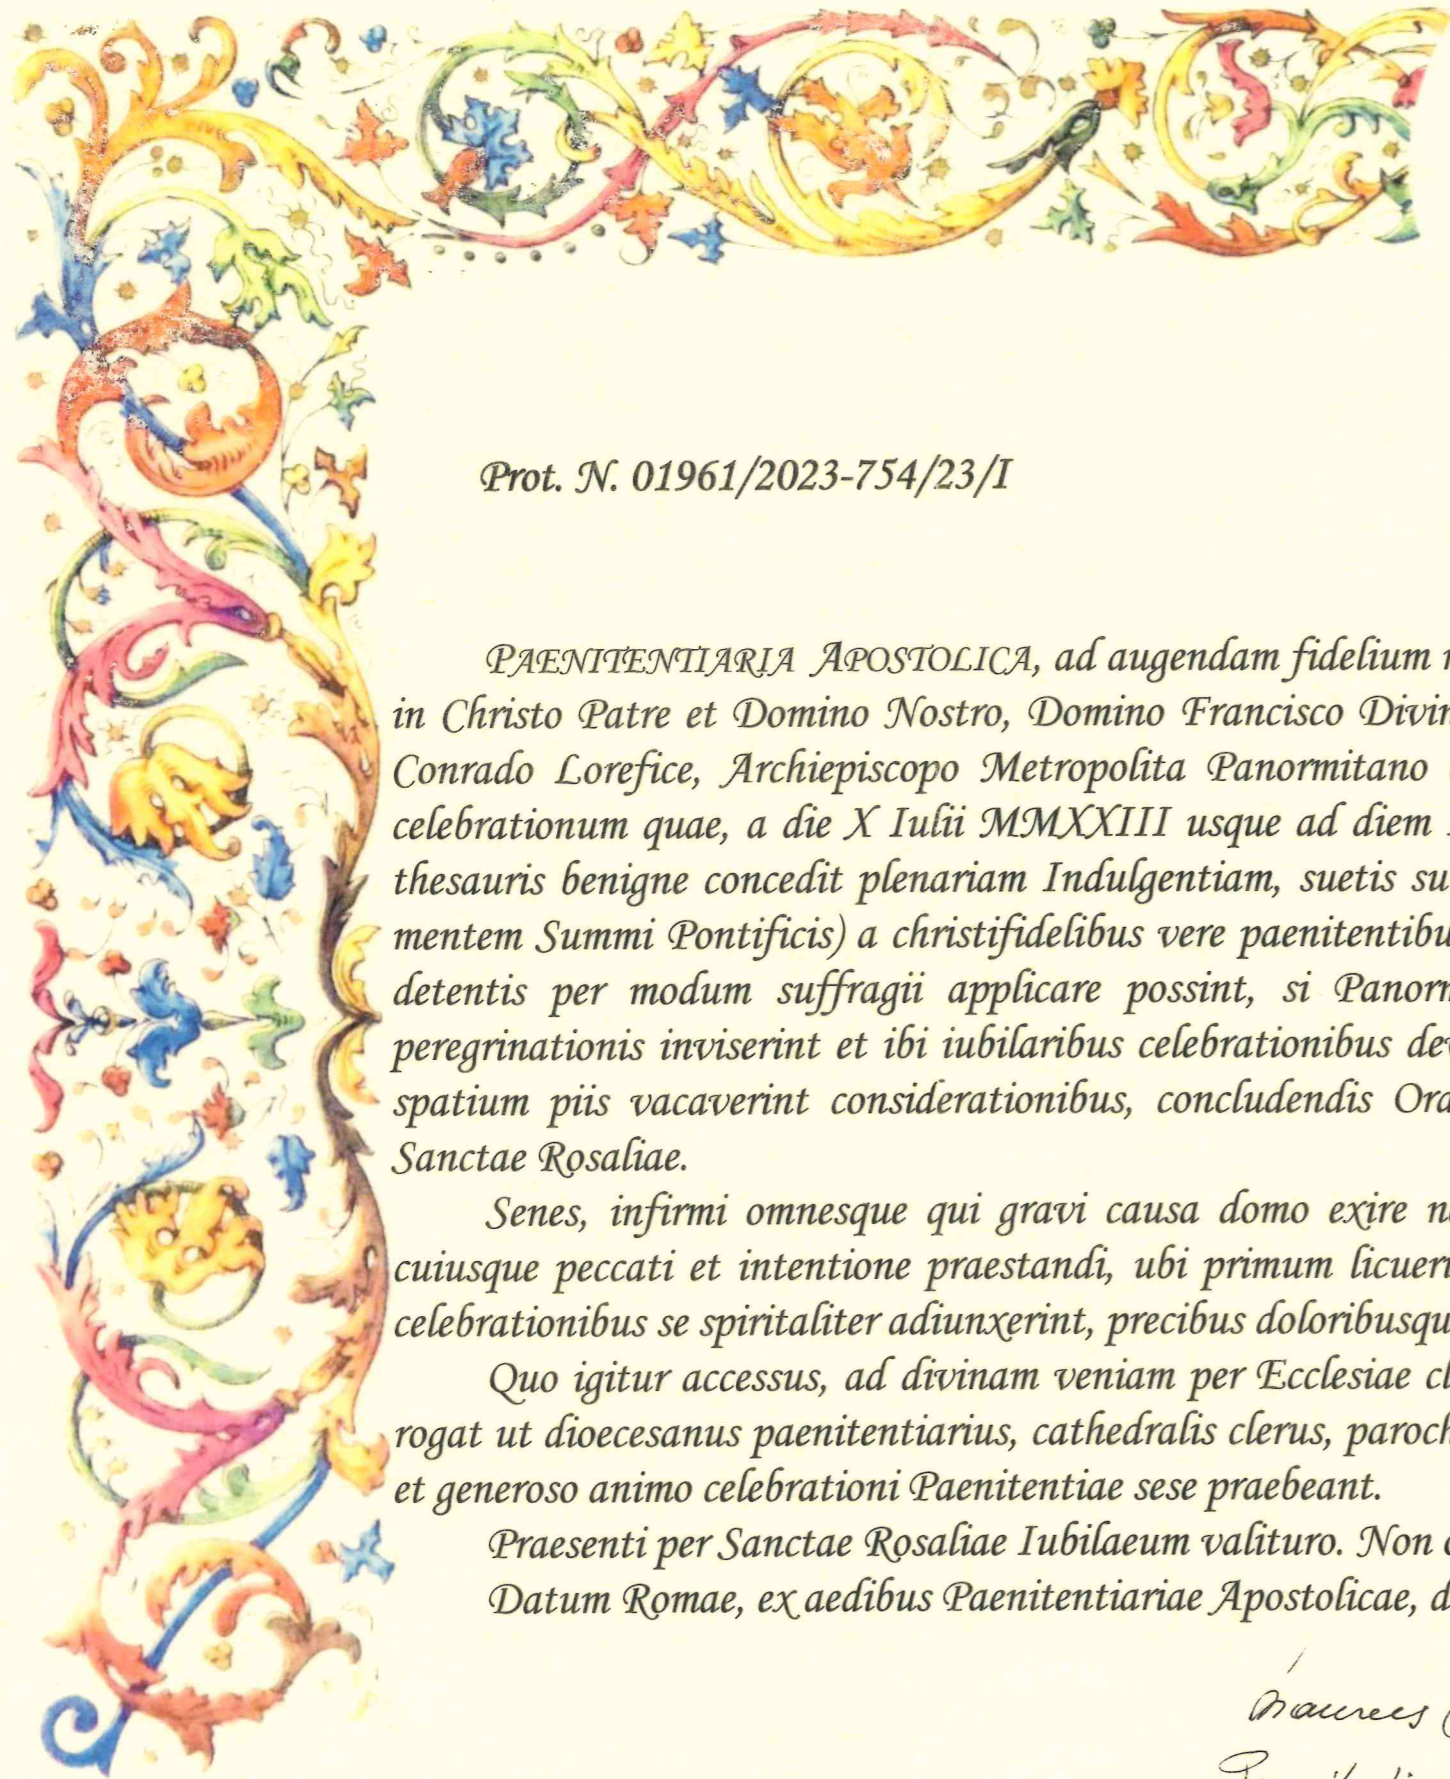 Prot. N. 01961/2023-754/23/I
PAENITENTIARIA APOSTOLICA, ad augendam fidelium
in Christo Patre et Domino Nostro, Domino Francisco Divin
Conrado Lorefice, Archiepiscopo Metropolita Panormitano
celebrationum quae, a die X Iulii MMXXIII usque ad diem
thesauris benigne concedit plenariam Indulgentiam, suetis su
mentem Summi Pontificis) a christifidelibus vere paenitentibu
detentis per modum suffragii applicare possint, si Panorm
peregrinationis inviserint et ibi iubilaribus celebrationibus dev
spatium piis vacaverint considerationibus, concludendis Ora
Sanctae Rosaliae.
Senes, infirmi omnesque qui gravi causa domo exire n
cuiusque peccati et intentione praestandi, ubi primum licueri
celebrationibus se spiritaliter adiunxerint, precibus doloribusqu
Quo igitur accessus, ad divinam veniam per Ecclesiae cl
rogat ut dioecesanus paenitentiarius, cathedralis clerus, paroch
et generoso animo celebrationi Paenitentiae sese praebeant.
Praesenti per Sanctae Rosaliae Iubilaeum valituro. Non
Datum Romae, ex aedibus Paenitentiariae Apostolicae, d